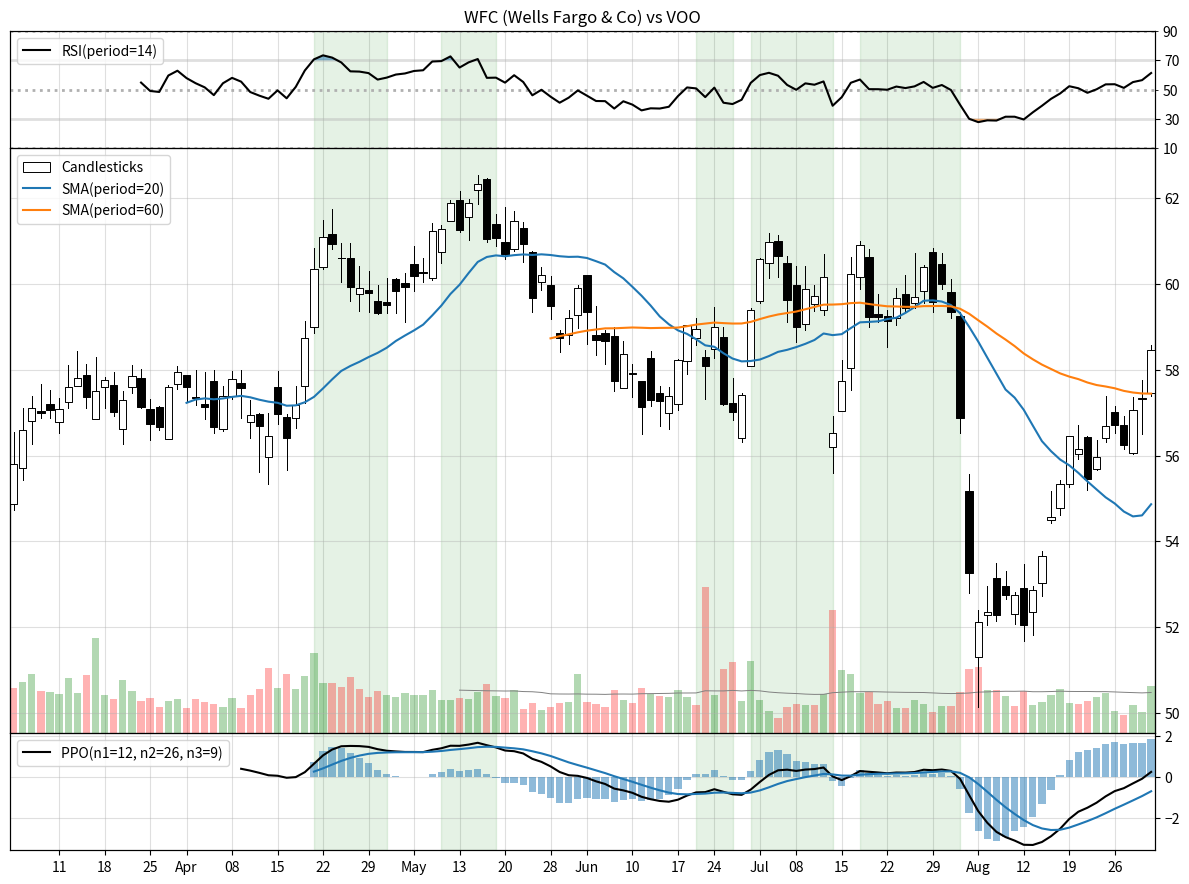 WFC (Wells Fargo & Co) vs VOO
RSI(period=14)
90
70
50
30
10
Candlesticks
SMA(period=20)
SMA(period=60)
62
60
58
56
54
52
50
PPO(n1=12, n2=26, n3=9)
2
0
−2
11 18 25 Apr 08 15 22 29 May 13 20 28 Jun 10 17 24 Jul 08 15 22 29 Aug 12 19 26